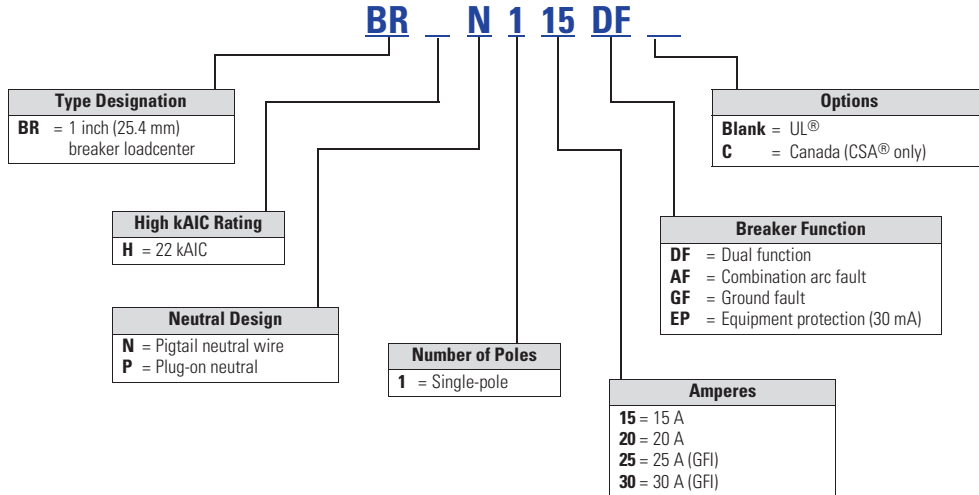 BR _ N 1 15 DF _
Type Designation
BR = 1 inch (25.4 mm)
breaker loadcenter
Options
Blank = UL®
C = Canada (CSA® only)
High kAIC Rating
H = 22 kAIC
Breaker Function
DF = Dual function
AF = Combination arc fault
GF = Ground fault
EP = Equipment protection (30 mA)
Neutral Design
N = Pigtail neutral wire
P = Plug-on neutral
Number of Poles
1 = Single-pole
Amperes
15 = 15 A
20 = 20 A
25 = 25 A (GFI)
30 = 30 A (GFI)